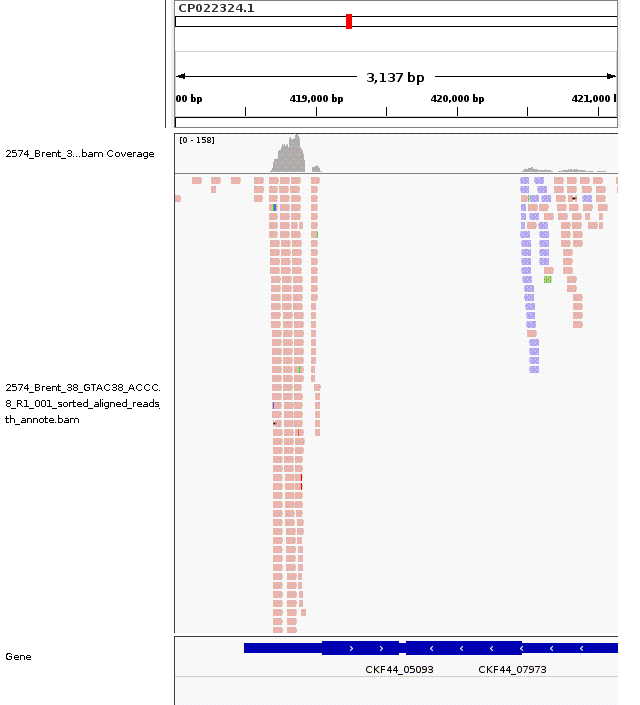 CP022324.1
3,137 bp
00 bp 419,000 bp 420,000 bp 421,000 l
[0 - 158]
2574_Brent_3...bam Coverage
2574_Brent_38_GTAC38_ACCC.
8_R1_001_sorted_aligned_reads_
th_annote.bam
Gene
CKF44_05093 CKF44_07973